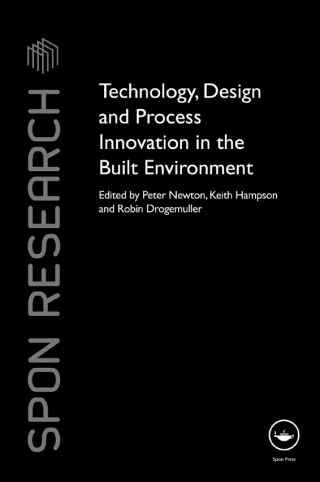 SPON RESEARCH
Technology, Design
and Process
Innovation in the
Built Environment
Edited by Peter Newton, Keith Hampson
and Robin Drogemuller
Spon Press